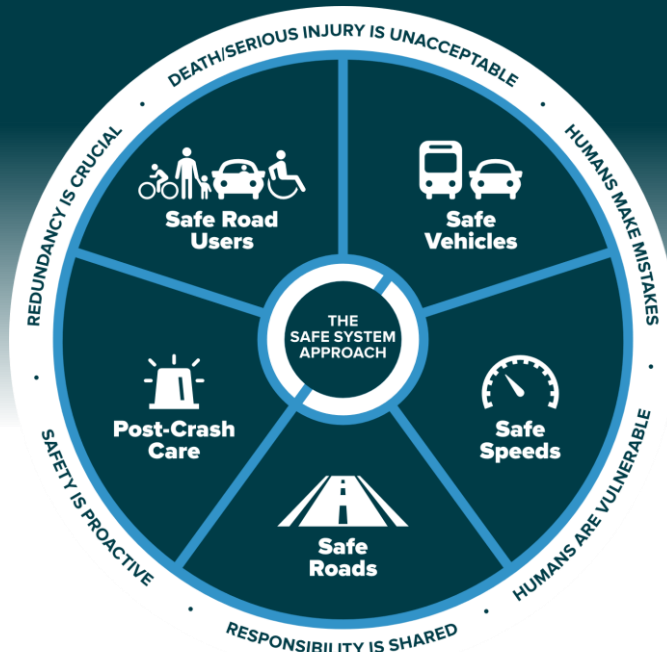 DEATH/SERIOUS INJURY IS UNACCEPTABLE
HUMANS MAKE MISTAKES
HUMANS ARE VULNERABLE
RESPONSIBILITY IS SHARED
SAFETY IS PROACTIVE
REDUNDANCY IS CRUCIAL
Safe Road
Users
Safe
Vehicles
THE
SAFE SYSTEM
APPROACH
Post-Crash
Care
Safe
Speeds
Safe
Roads